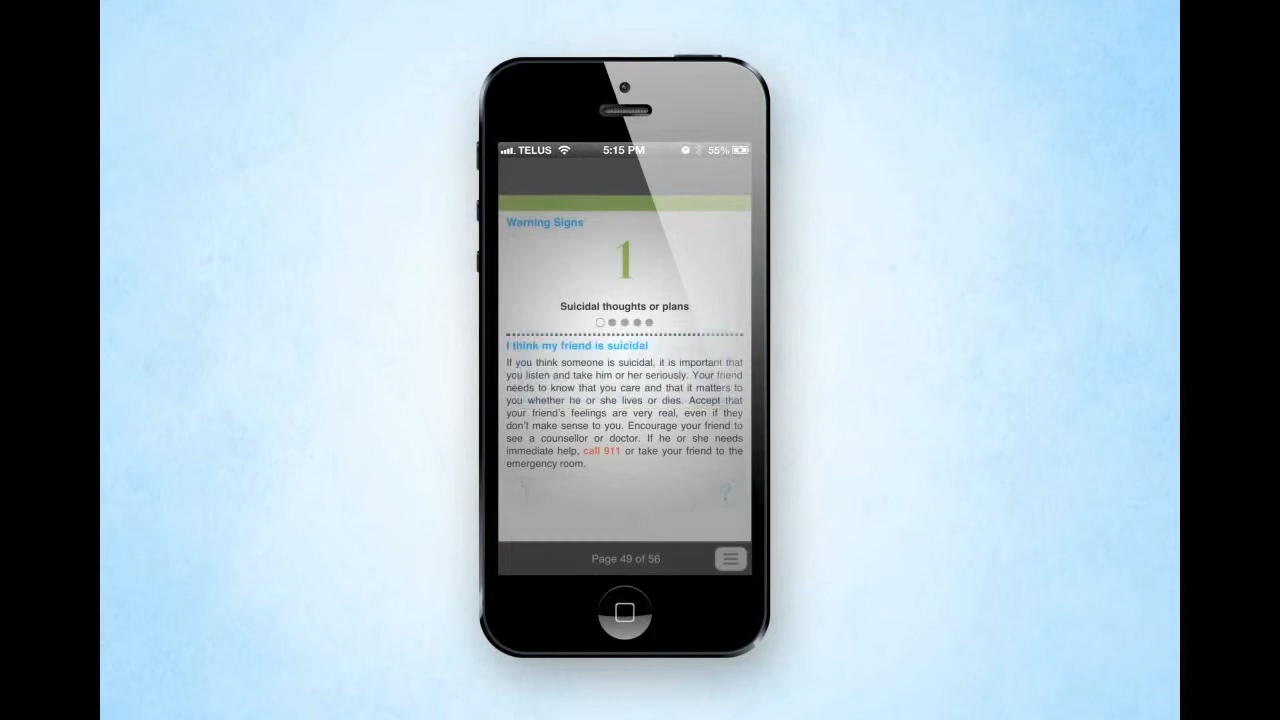 TELUS 5:15 PM 55%
Warning Signs
1
Suicidal thoughts or plans
I think my friend is suicidal
If you think someone is suicidal, it is important that
you listen and take him or her seriously. Your friend
needs to know that you care and that it matters to
you whether he or she lives or dies. Accept that
your friend's feelings are very real, even if they
don't make sense to you. Encourage your friend to
see a counsellor or doctor. If he or she needs
immediate help, call 911 or take your friend to the
emergency room.
?
Page 49 of 56